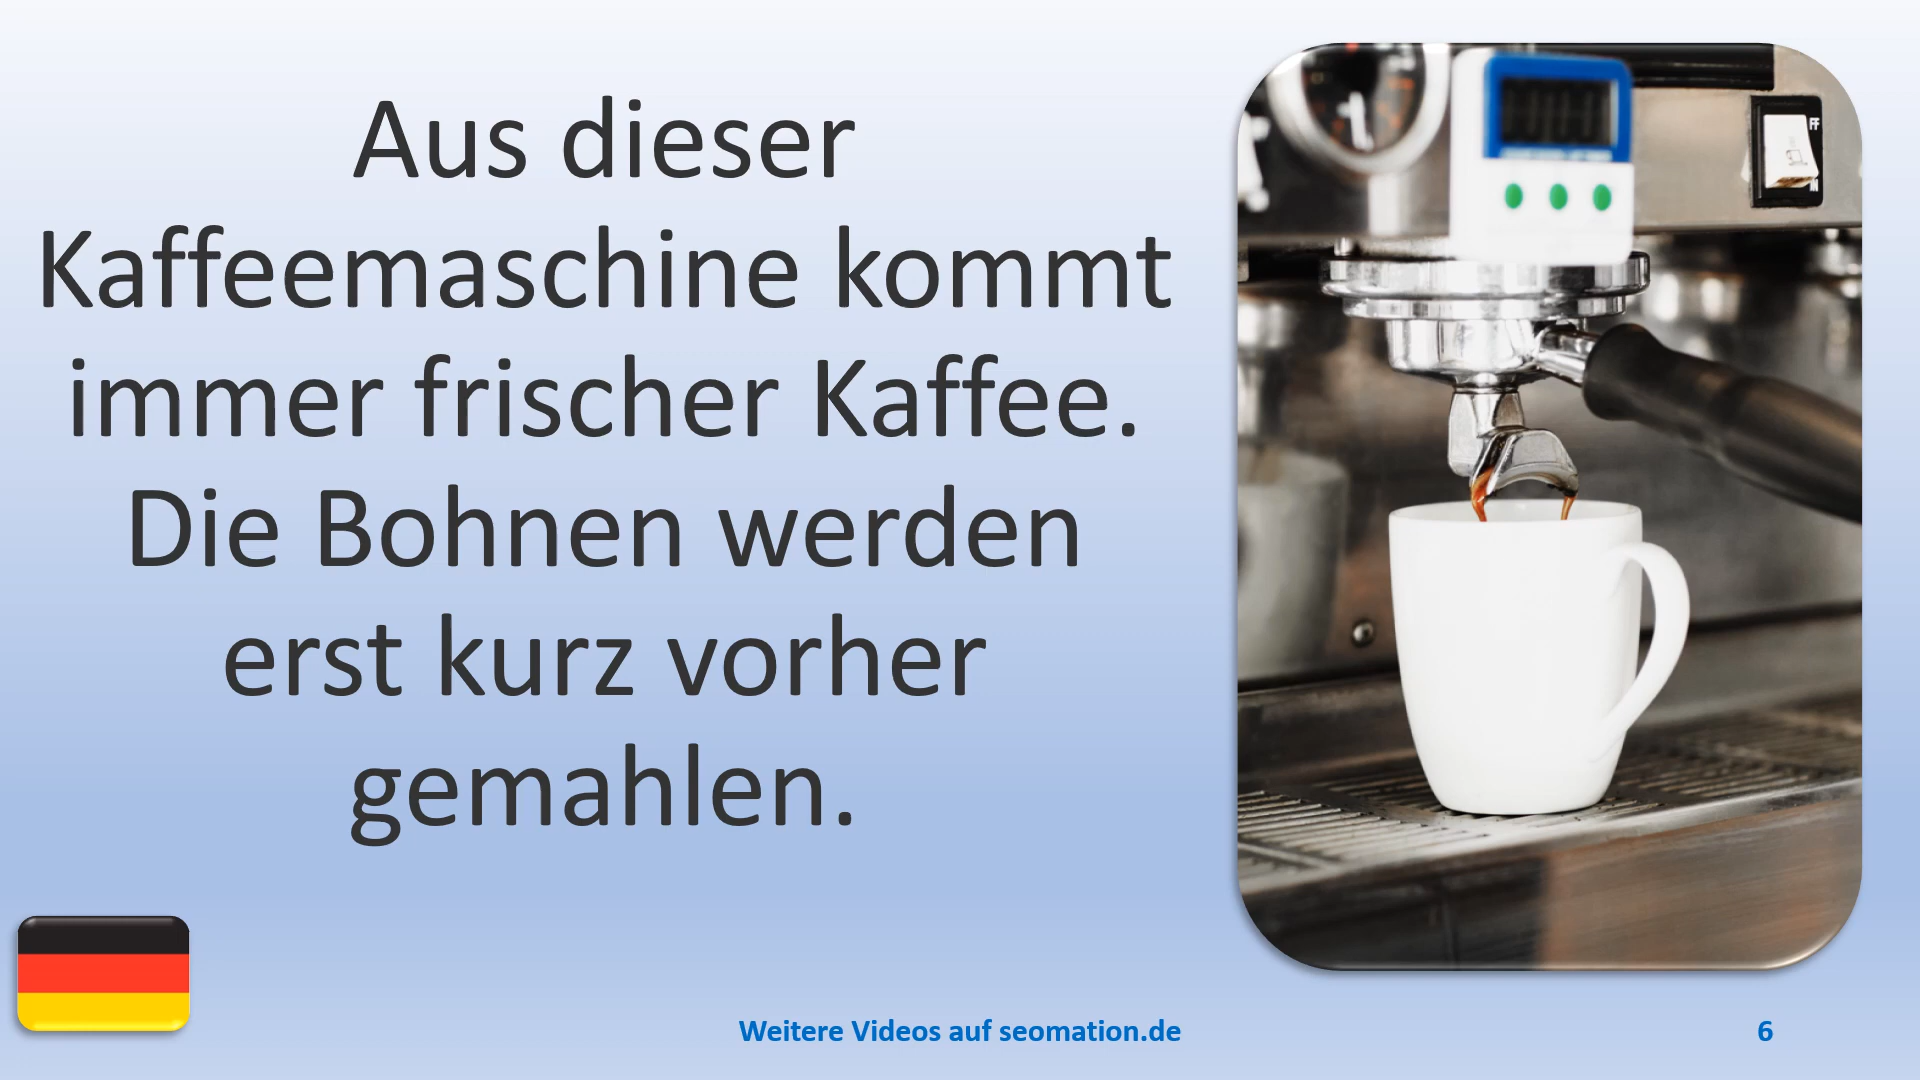 Aus dieser
Kaffeemaschine kommt
immer frischer Kaffee.
Die Bohnen werden
erst kurz vorher
gemahlen.
Weitere Videos auf seomation.de
6